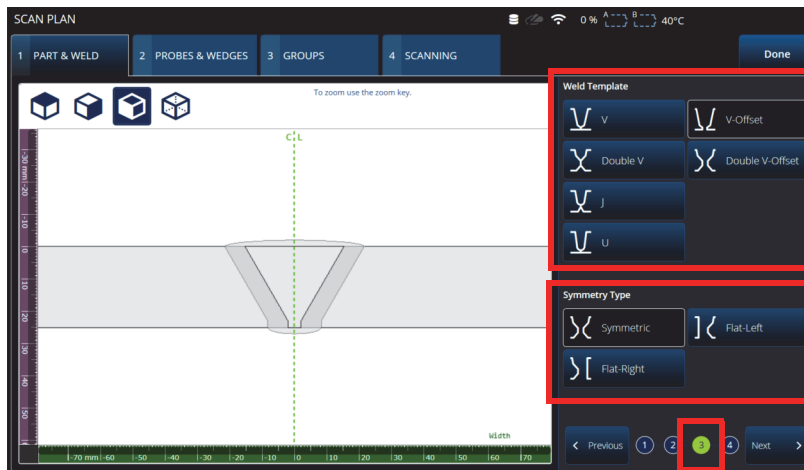 SCAN PLAN
0 % A B 40°C
1 PART & WELD 2 PROBES & WEDGES 3 GROUPS 4 SCANNING Done
To zoom use the zoom key.
C L
-30 mm -20 -10 0 10 20 30 40 50
Width
-70 mm -60 -50 -40 -30 -20 -10 0 10 20 30 40 50 60 70
Weld Template
V V-Offset
Double V Double V-Offset
J
U
Symmetry Type
Symmetric Flat-Left
Flat-Right
< Previous 1 2 3 4 Next >